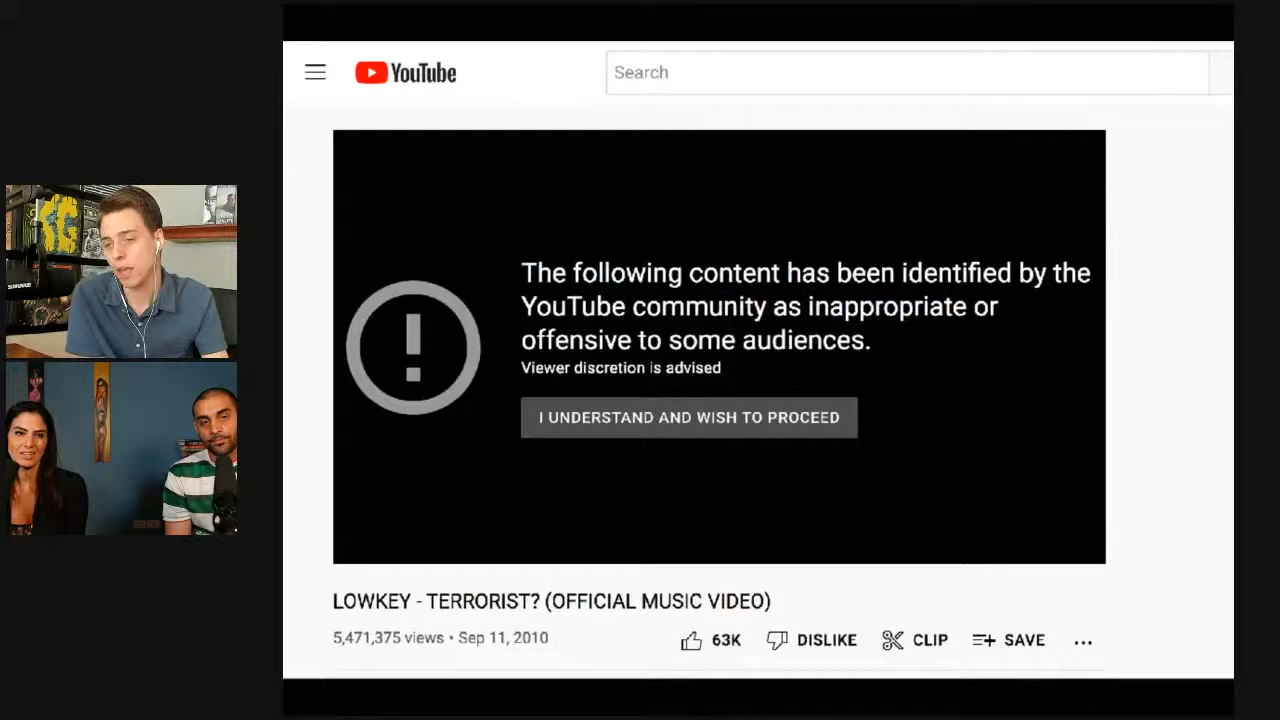 YouTube
Search
SG
SHURE
The following content has been identified by the
YouTube community as inappropriate or
offensive to some audiences.
Viewer discretion is advised
I UNDERSTAND AND WISH TO PROCEED
LOWKEY - TERRORIST? (OFFICIAL MUSIC VIDEO)
5,471,375 views • Sep 11, 2010
63K DISLIKE CLIP SAVE ...